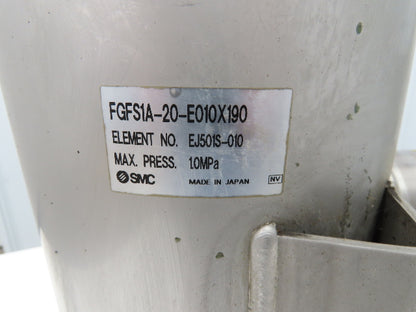 FGFS1A-20-E010X190
ELEMENT NO. EJ501S-010
MAX. PRESS. 1.0MPa
SMC MADE IN JAPAN NV